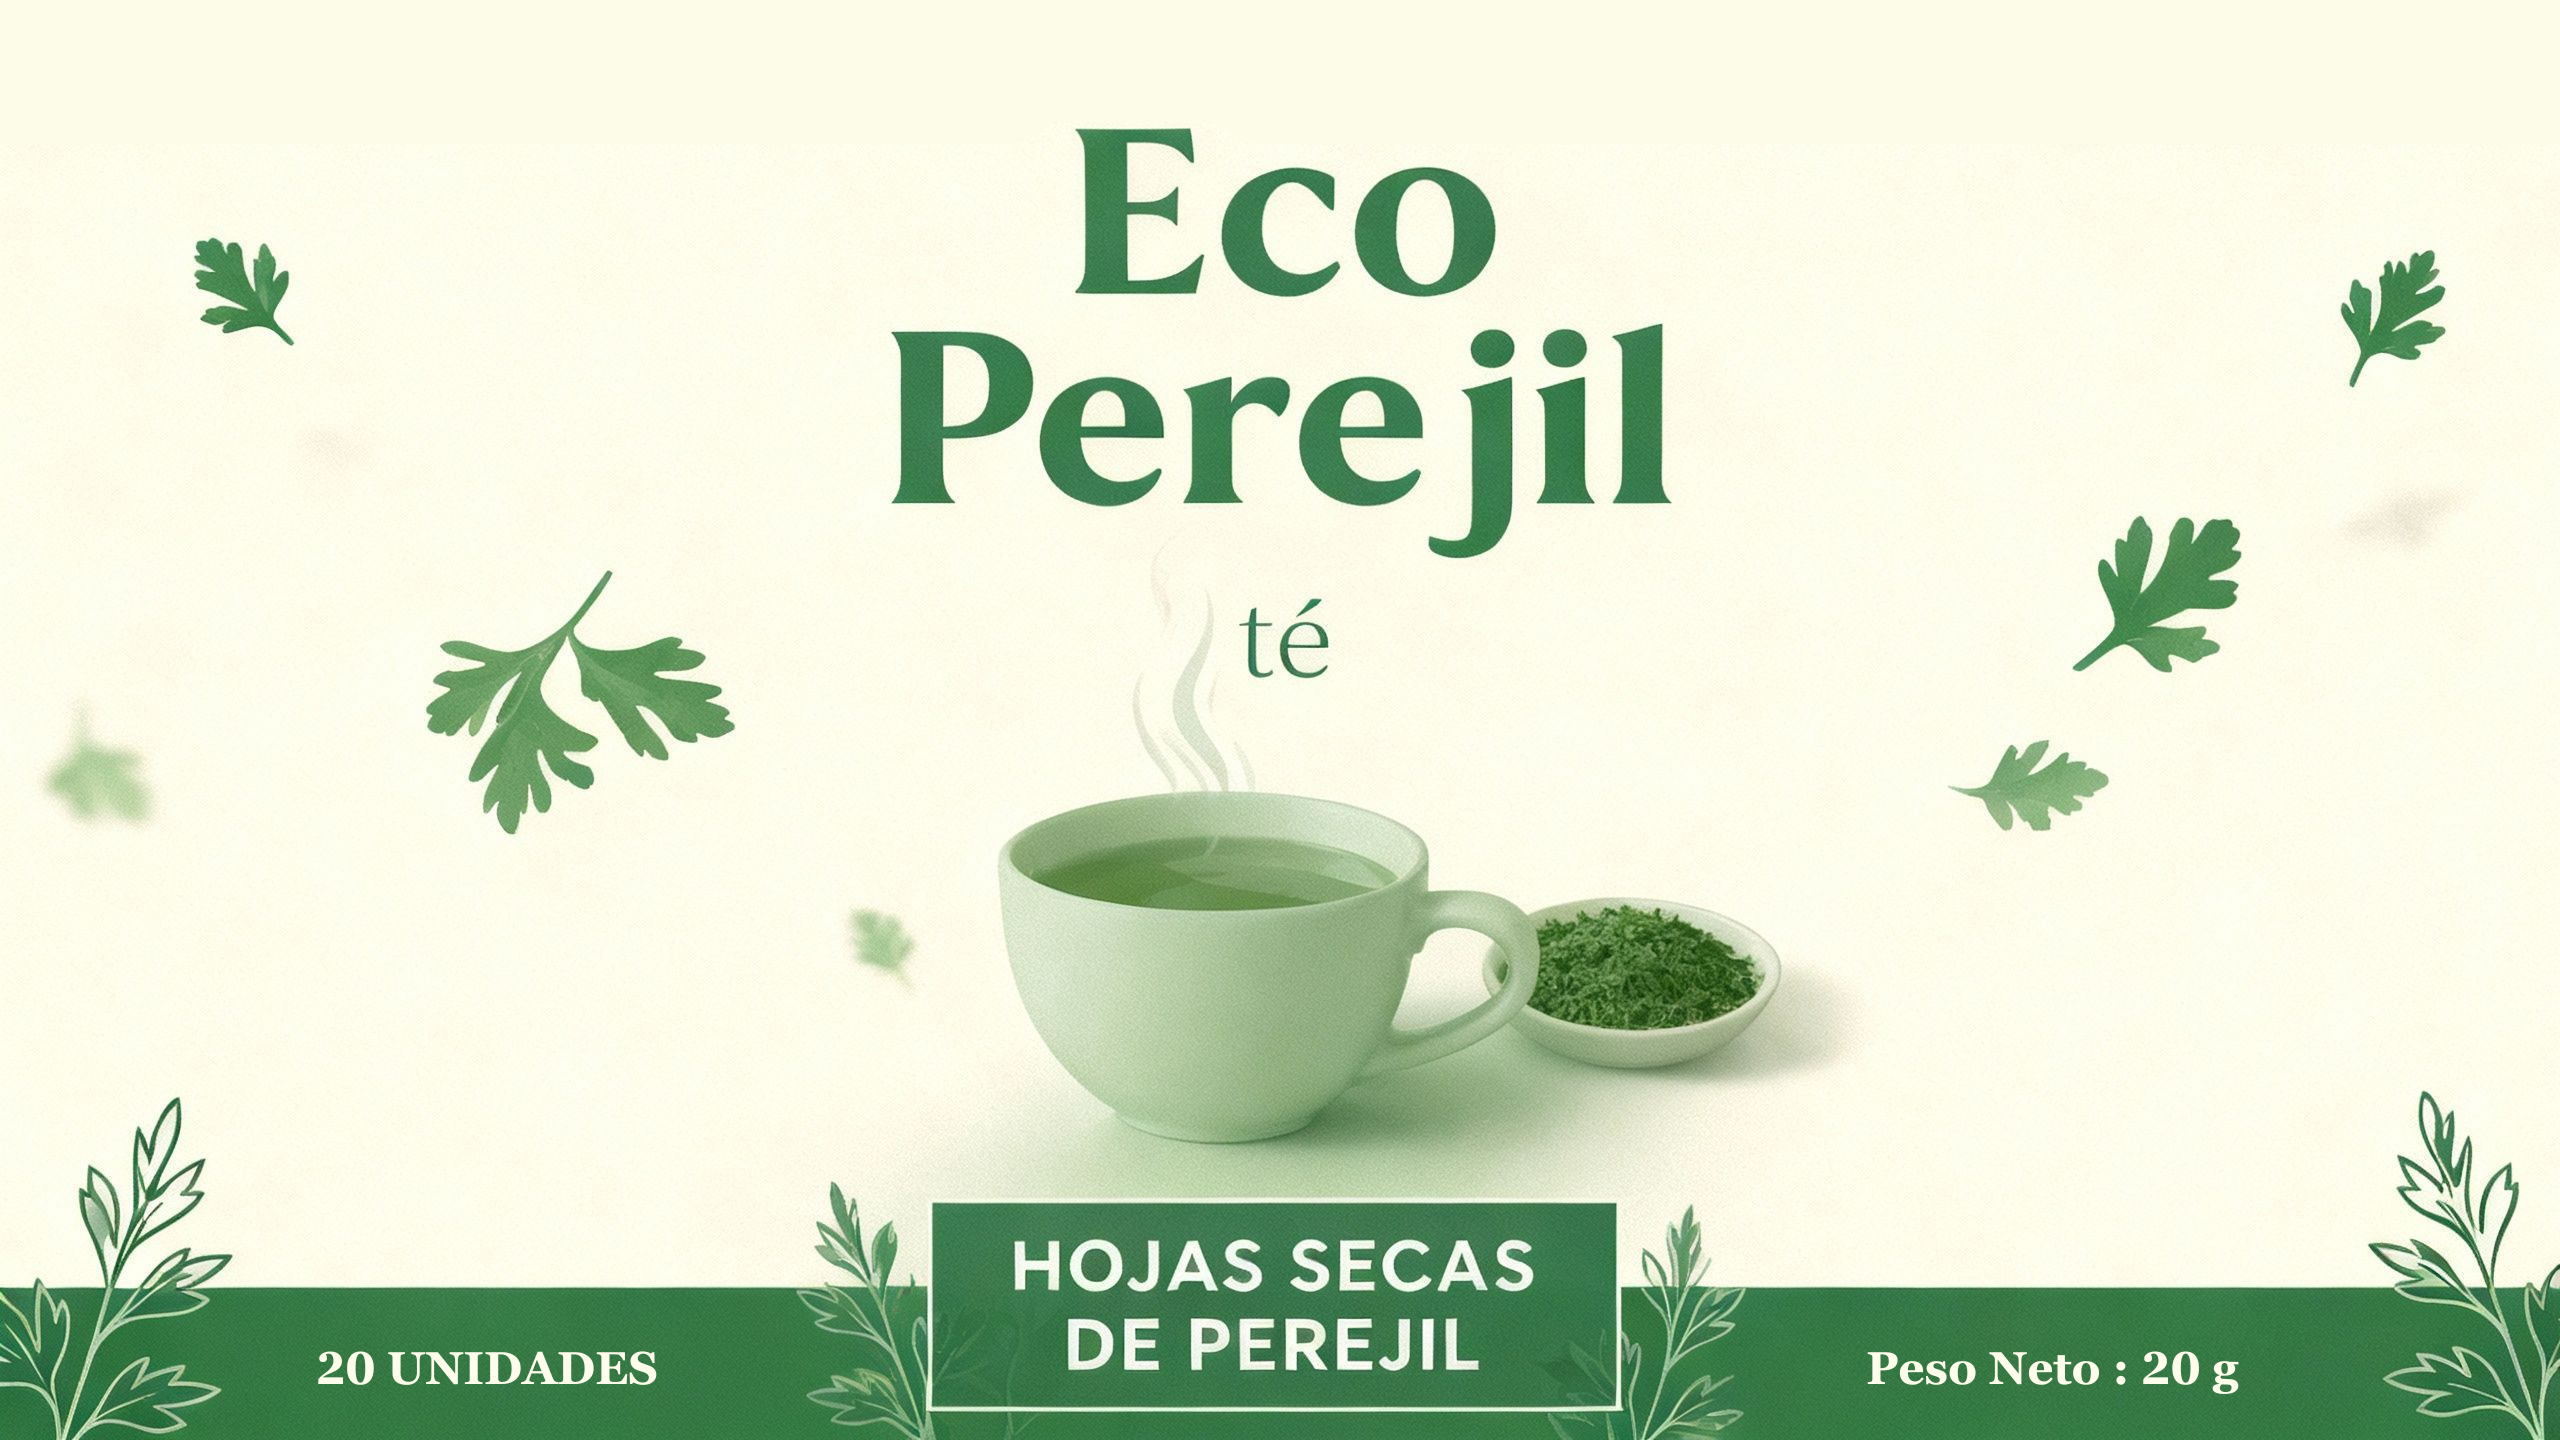 Eco
Perejil
té
HOJAS SECAS
DE PEREJIL
20 UNIDADES
Peso Neto : 20 g